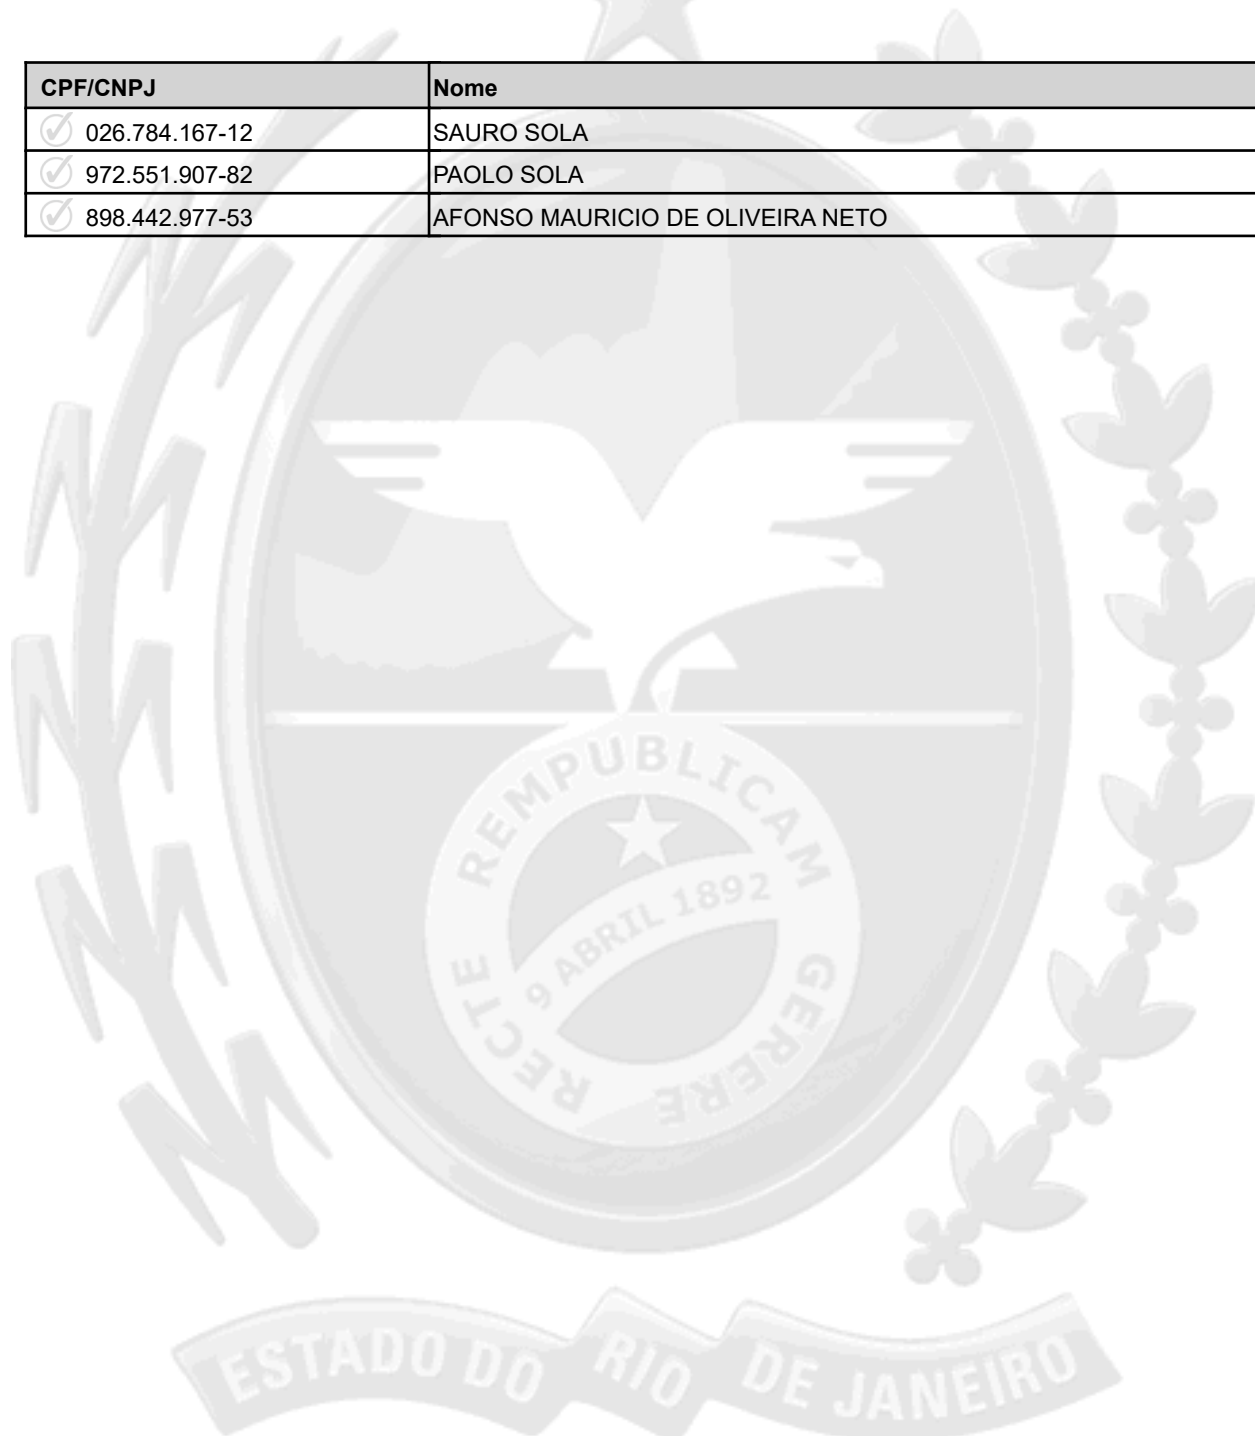 CPF/CNPJ Nome
026.784.167-12 SAURO SOLA
972.551.907-82 PAOLO SOLA
898.442.977-53 AFONSO MAURICIO DE OLIVEIRA NETO
RECTE REMPUBLICAM GERERE
9 ABRIL 1892
ESTADO DO RIO DE JANEIRO